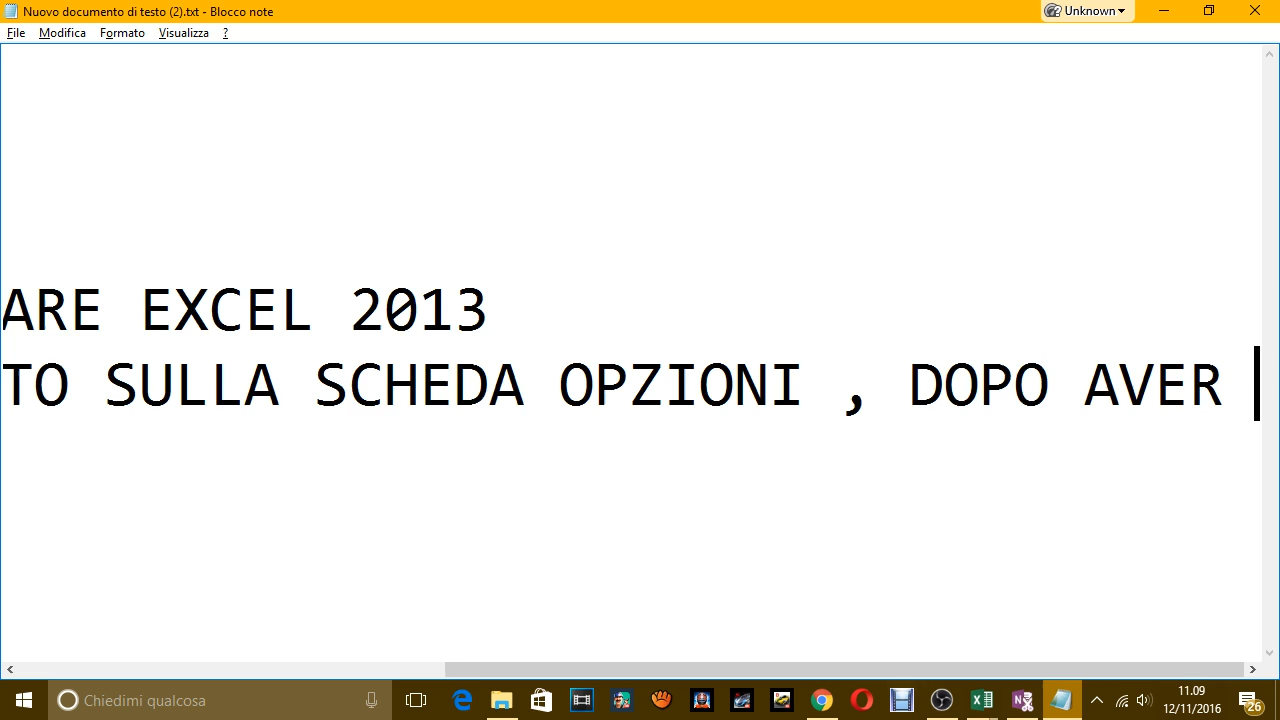 Nuovo documento di testo (2).txt - Blocco note
Unknown
File Modifica Formato Visualizza ?
ARE EXCEL 2013
TO SULLA SCHEDA OPZIONI , DOPO AVER
Chiedimi qualcosa
11.09
12/11/2016
26